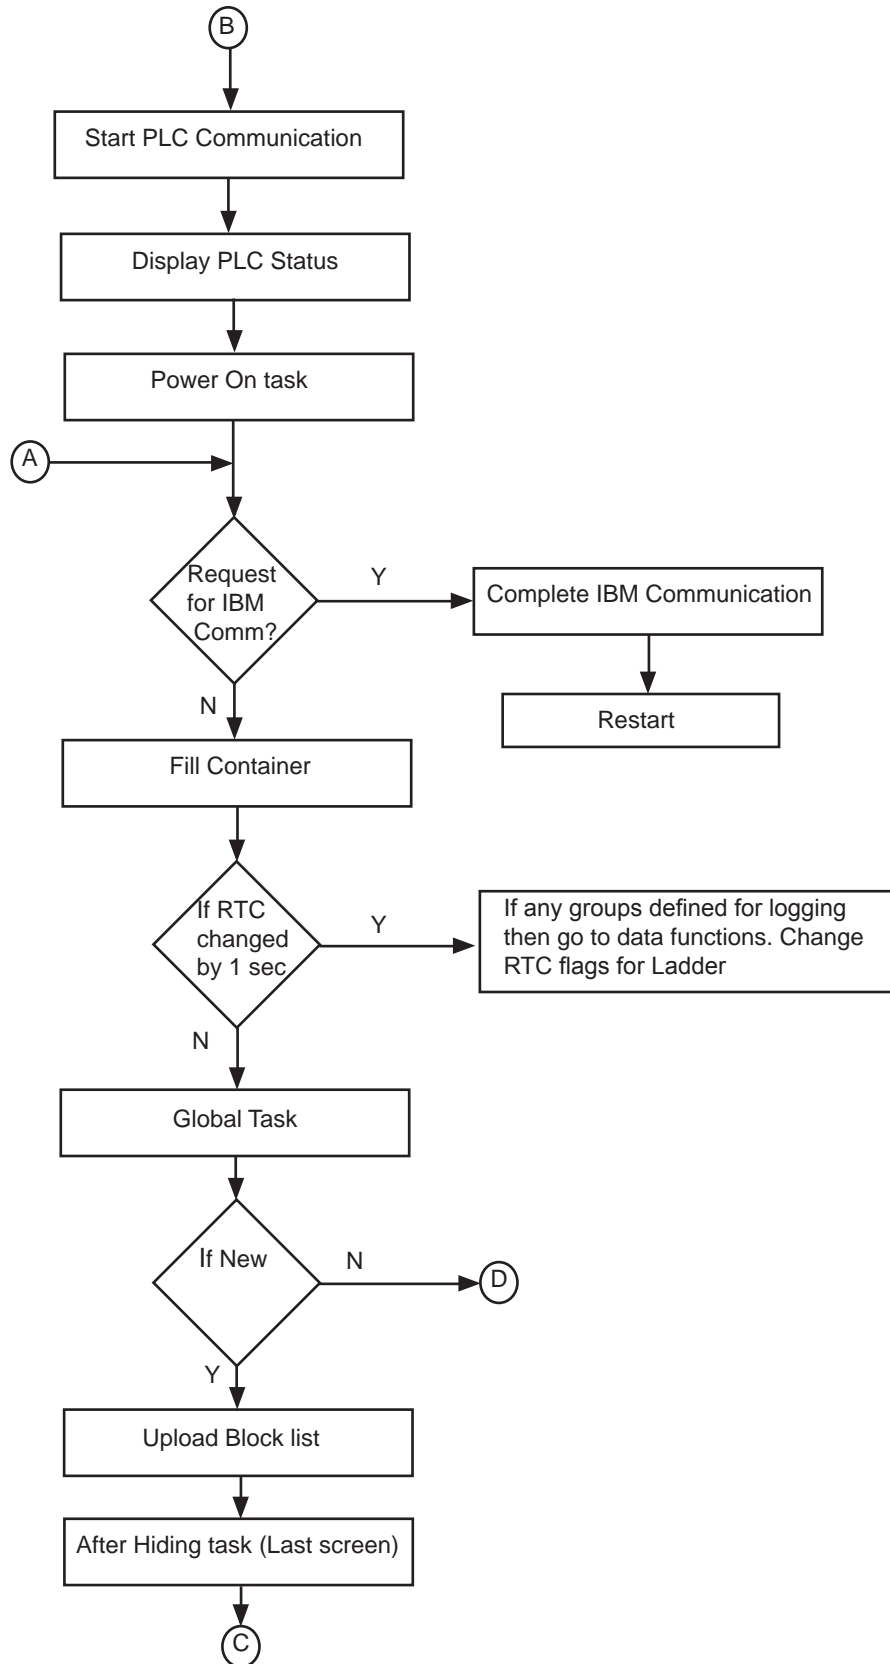 B
Start PLC Communication
Display PLC Status
Power On task
A
Request
for IBM
Comm?
Y
Complete IBM Communication
N
Restart
Fill Container
If RTC
changed
by 1 sec
Y
If any groups defined for logging
then go to data functions. Change
RTC flags for Ladder
N
Global Task
If New
N
D
Y
Upload Block list
After Hiding task (Last screen)
C